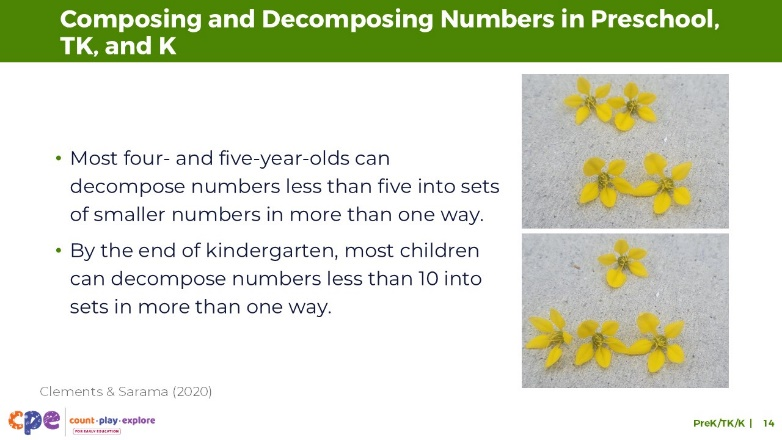 Composing and Decomposing Numbers in Preschool,
TK, and K
• Most four- and five-year-olds can
decompose numbers less than five into sets
of smaller numbers in more than one way.
• By the end of kindergarten, most children
can decompose numbers less than 10 into
sets in more than one way.
Clements & Sarama (2020)
cpe
count·play·explore
FOR EARLY EDUCATION
PreK/TK/K | 14